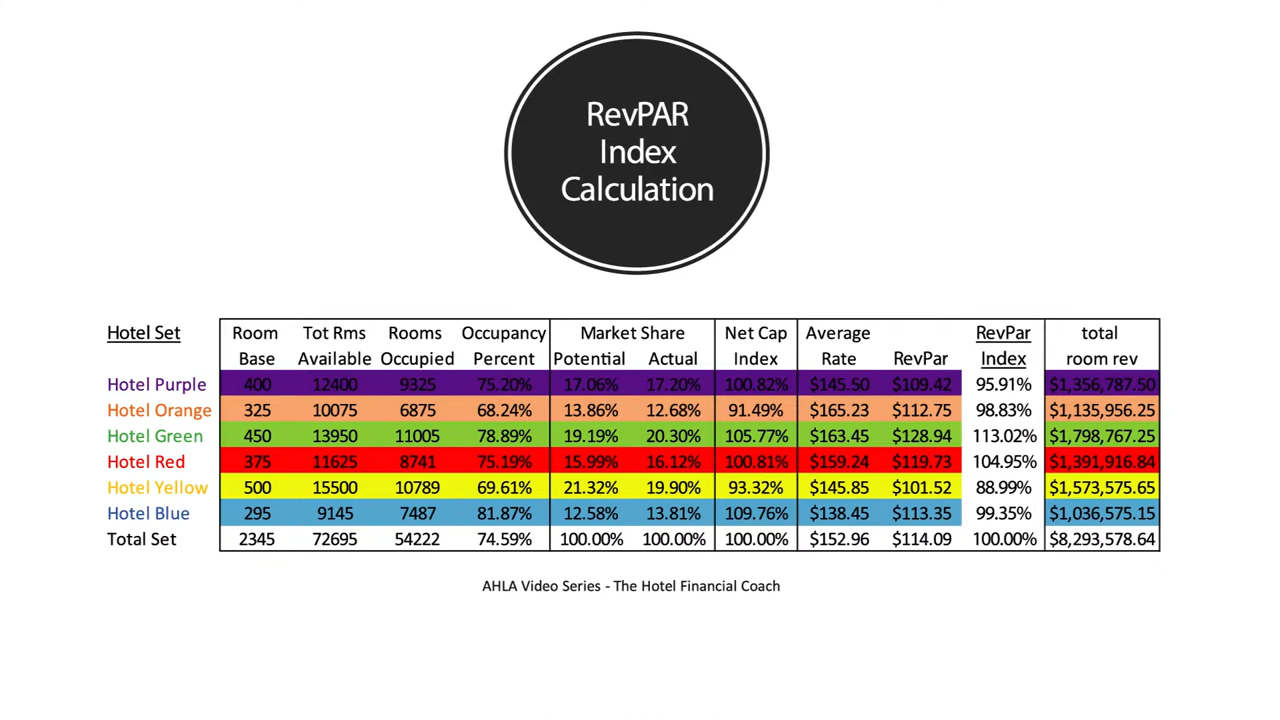 RevPAR
Index
Calculation
Hotel Set Room Tot Rms Rooms Occupancy Market Share Net Cap Average RevPar total
Base Available Occupied Percent Potential Actual Index Rate RevPar Index room rev
Hotel Purple 400 12400 9325 75.20% 17.06% 17.20% 100.82% $145.50 $109.42 95.91% $1,356,787.50
Hotel Orange 325 10075 6875 68.24% 13.86% 12.68% 91.49% $165.23 $112.75 98.83% $1,135,956.25
Hotel Green 450 13950 11005 78.89% 19.19% 20.30% 105.77% $163.45 $128.94 113.02% $1,798,767.25
Hotel Red 375 11625 8741 75.19% 15.99% 16.12% 100.81% $159.24 $119.73 104.95% $1,391,916.84
Hotel Yellow 500 15500 10789 69.61% 21.32% 19.90% 93.32% $145.85 $101.52 88.99% $1,573,575.65
Hotel Blue 295 9145 7487 81.87% 12.58% 13.81% 109.76% $138.45 $113.35 99.35% $1,036,575.15
Total Set 2345 72695 54222 74.59% 100.00% 100.00% 100.00% $152.96 $114.09 100.00% $8,293,578.64
AHLA Video Series - The Hotel Financial Coach